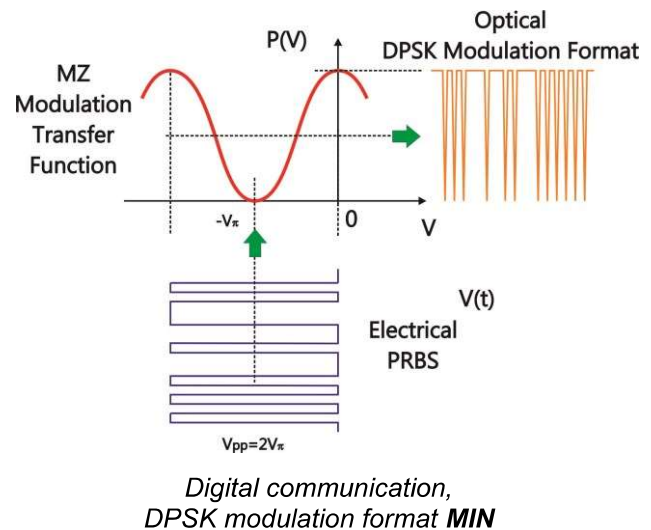 Optical
DPSK Modulation Format
P(V)
MZ
Modulation
Transfer
Function
-Vπ
0
V
V(t)
Electrical
PRBS
Vpp=2Vπ
Digital communication,
DPSK modulation format MIN